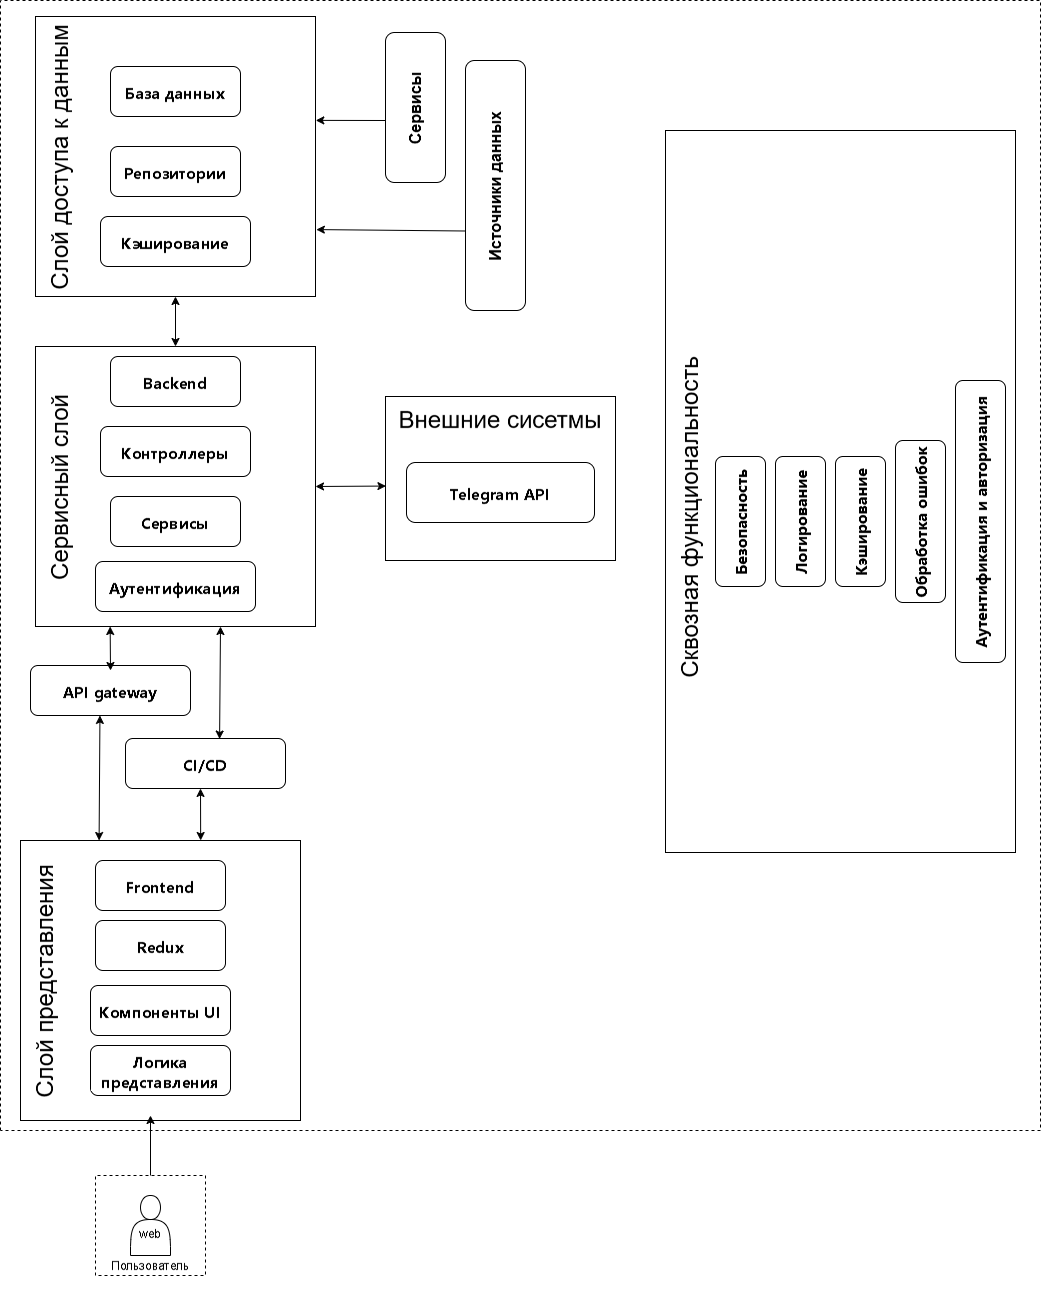 Слой доступа к данным
База данных
Репозитории
Кэширование
Сервисы
Источники данных
Сервисный слой
Backend
Контроллеры
Сервисы
Аутентификация
Внешние сисетмы
Telegram API
API gateway
CI/CD
Слой представления
Frontend
Redux
Компоненты UI
Логика
представления
web
Пользователь
Сквозная функциональность
Безопасность
Логирование
Кэширование
Обработка ошибок
Аутентификация и авторизация